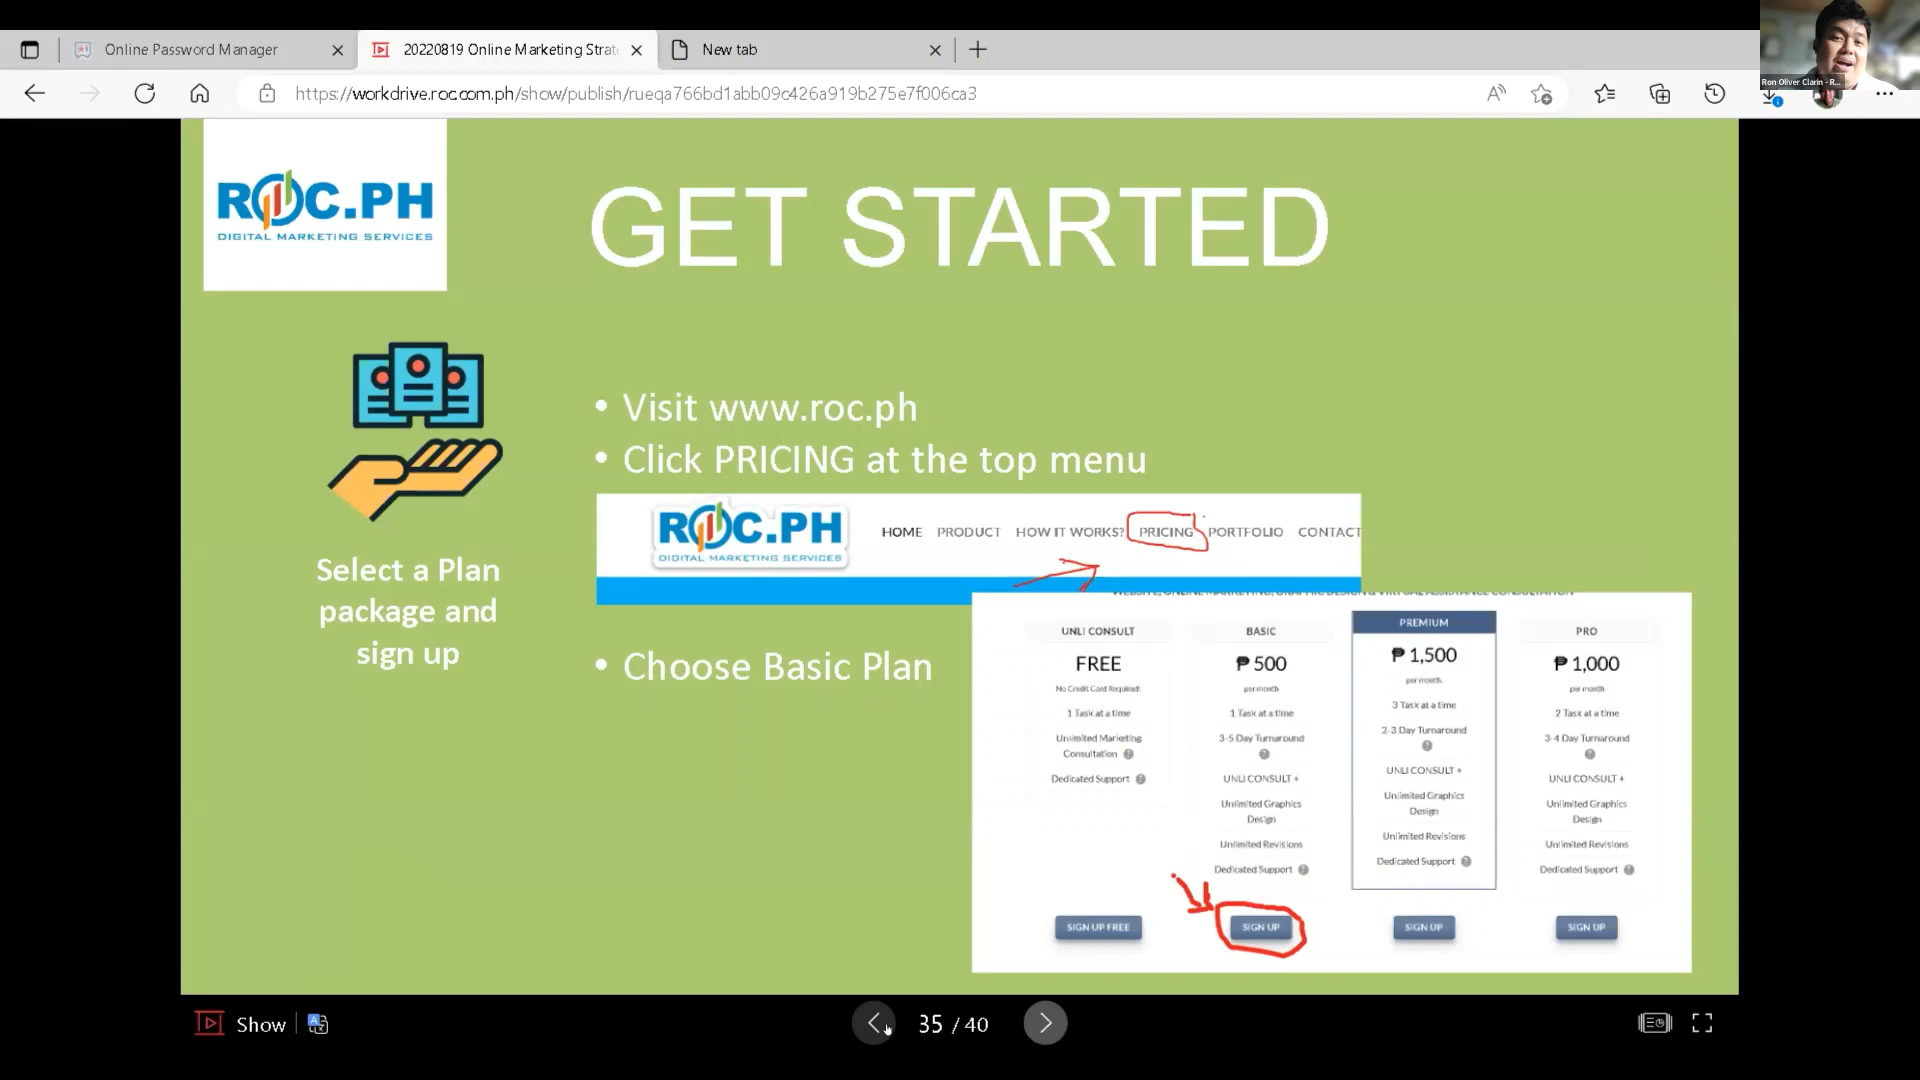 Online Password Manager
20220819 Online Marketing Strat
New tab
https://workdrive.roc.com.ph/show/publish/rueqa766bd1abb09c426a919b275e7f006ca3
Ron Oliver Clarin - R...
ROC.PH
DIGITAL MARKETING SERVICES
GET STARTED
• Visit www.roc.ph
• Click PRICING at the top menu
ROC.PH
DIGITAL MARKETING SERVICES
HOME PRODUCT HOW IT WORKS? PRICING PORTFOLIO CONTACT
Select a Plan
package and
sign up
• Choose Basic Plan
WEBSITE, ONLINE MARKETING, GRAPHIC DESIGN & VIRTUAL ASSISTANCE CONSULTATION
UNLI CONSULT
FREE
No Credit Card Required!
1 Task at a time
Unlimited Marketing
Consultation
Dedicated Support
SIGN UP FREE
BASIC
₱ 500
per month
1 Task at a time
3-5 Day Turnaround
UNLI CONSULT +
Unlimited Graphics
Design
Unlimited Revisions
Dedicated Support
SIGN UP
PREMIUM
₱ 1,500
per month.
3 Task at a time
2-3 Day Turnaround
UNLI CONSULT +
Unlimited Graphics
Design
Unlimited Revisions
Dedicated Support
SIGN UP
PRO
₱ 1,000
per month
2 Task at a time
3-4 Day Turnaround
UNLI CONSULT +
Unlimited Graphics
Design
Unlimited Revisions
Dedicated Support
SIGN UP
Show
35 / 40